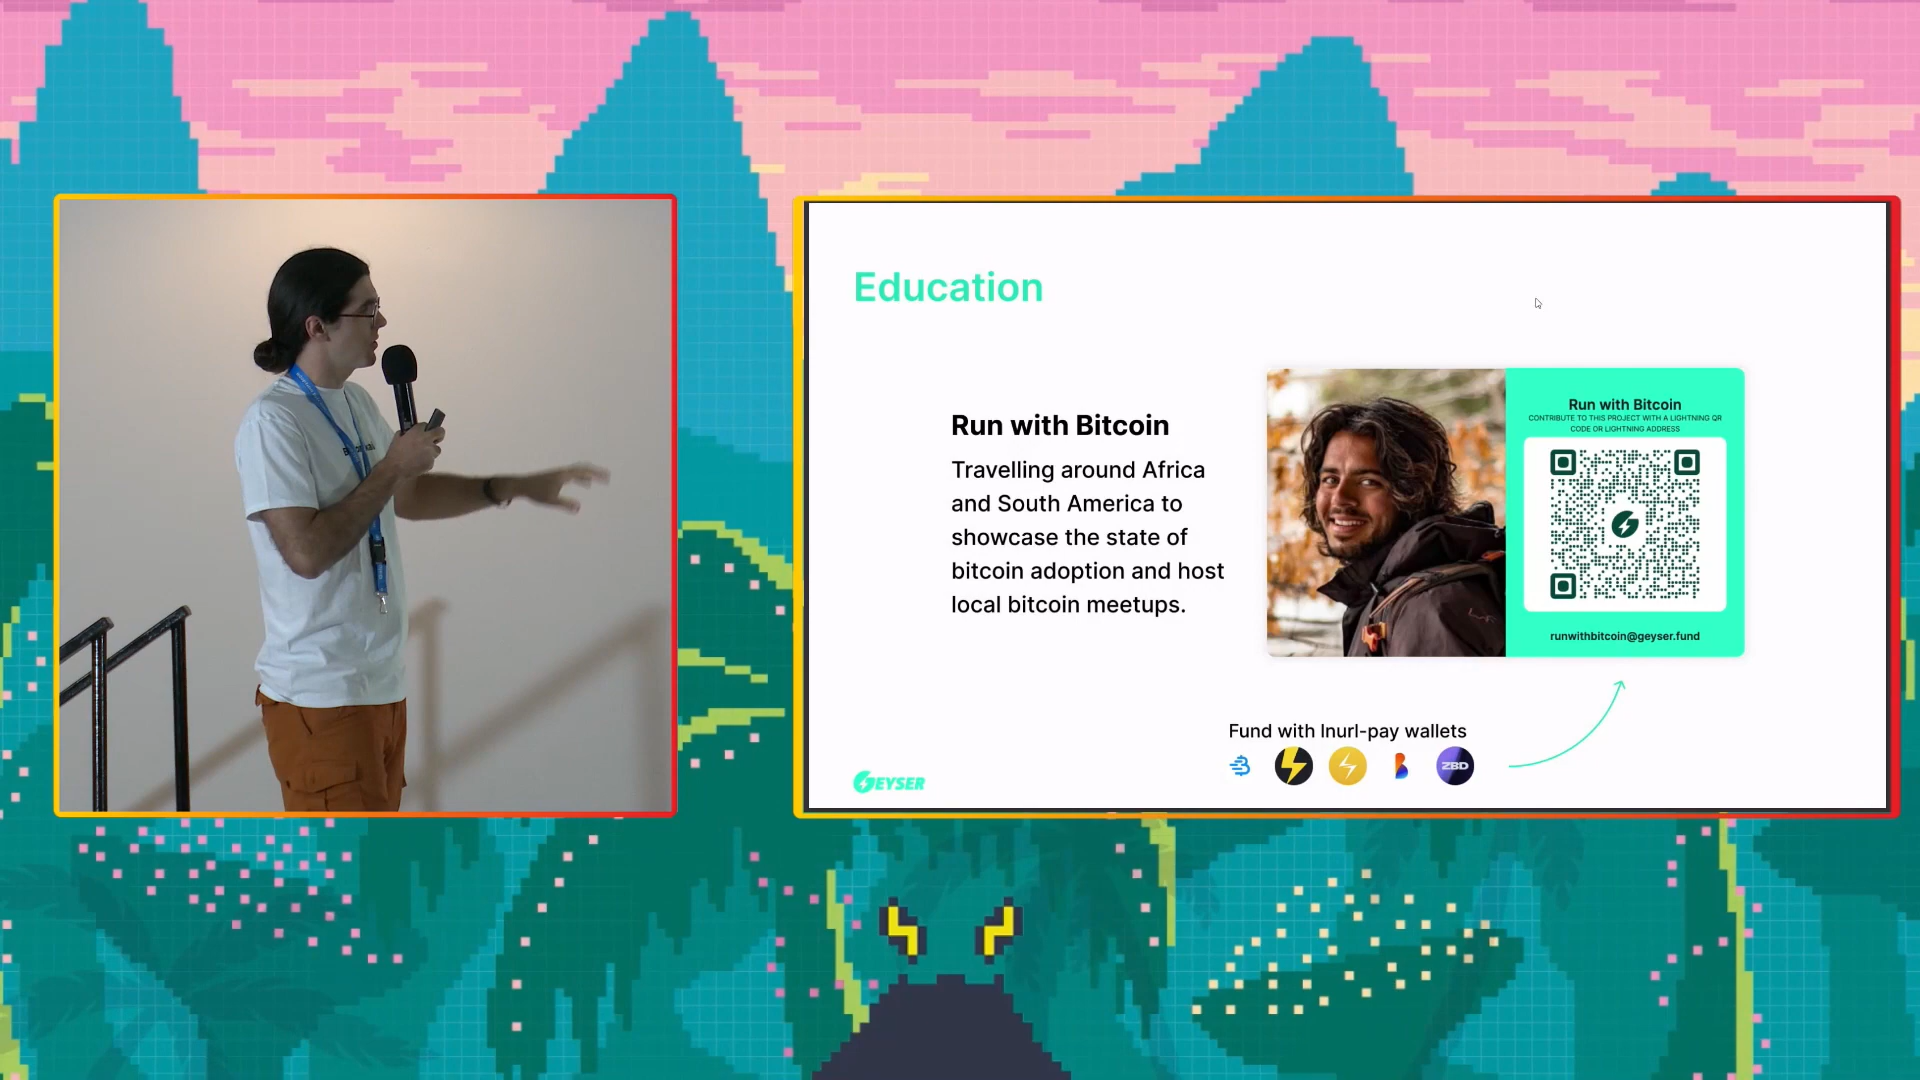 Education
Run with Bitcoin
Travelling around Africa
and South America to
showcase the state of
bitcoin adoption and host
local bitcoin meetups.
Run with Bitcoin
CONTRIBUTE TO THIS PROJECT WITH A LIGHTNING QR
CODE OR LIGHTNING ADDRESS
runwithbitcoin@geyser.fund
Fund with lnurl-pay wallets
ZBD
GEYSER